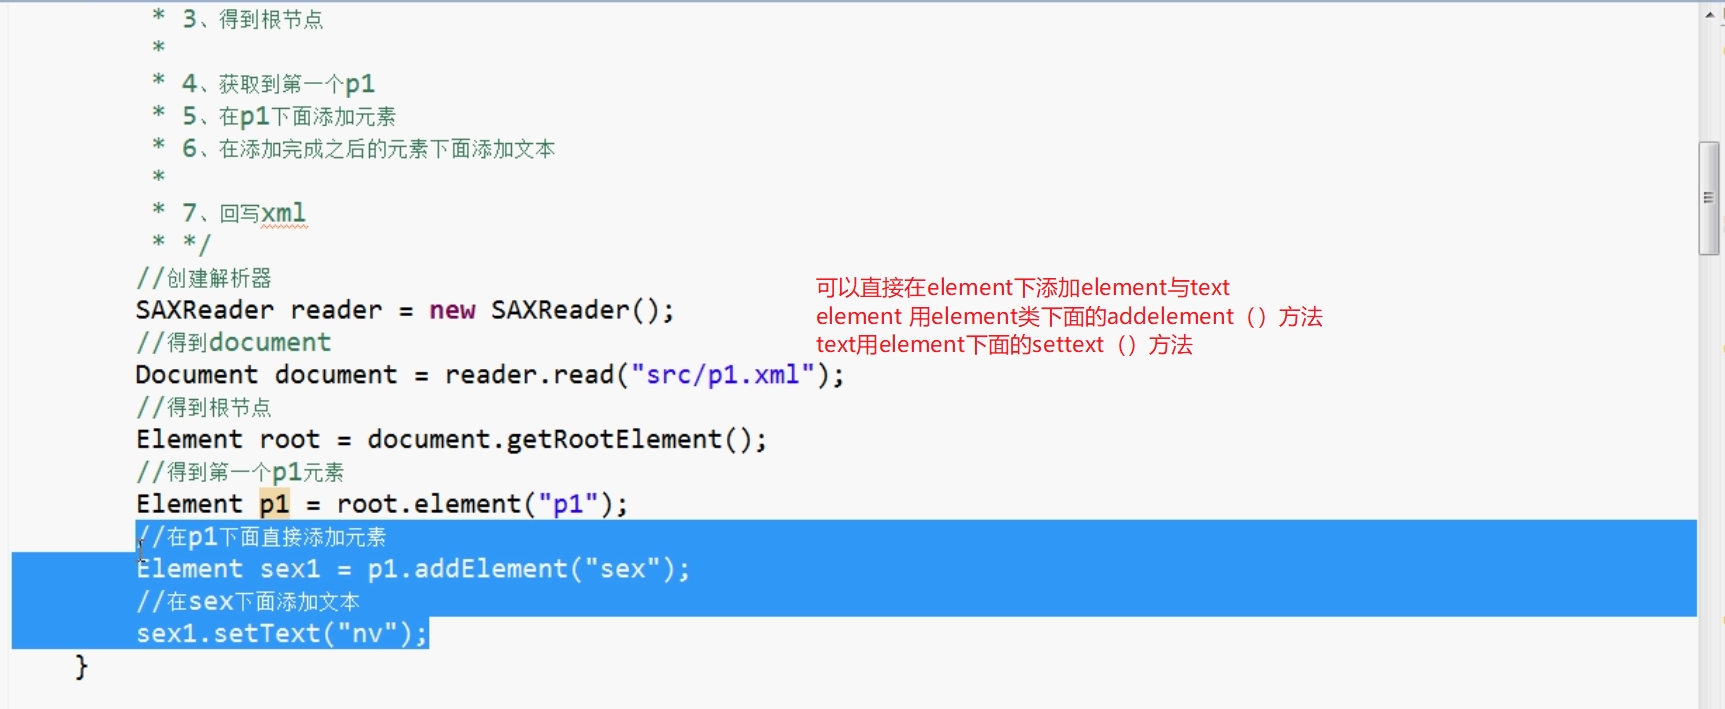 * 3、得到根节点
*
* 4、获取到第一个p1
* 5、在p1下面添加元素
* 6、在添加完成之后的元素下面添加文本
*
* 7、回写xml
* */
//创建解析器
SAXReader reader = new SAXReader();
//得到document
Document document = reader.read("src/p1.xml");
//得到根节点
Element root = document.getRootElement();
//得到第一个p1元素
Element p1 = root.element("p1");
//在p1下面直接添加元素
Element sex1 = p1.addElement("sex");
//在sex下面添加文本
sex1.setText("nv");
}
可以直接在element下添加element与text
element 用element类下面的addelement（）方法
text用element下面的settext（）方法